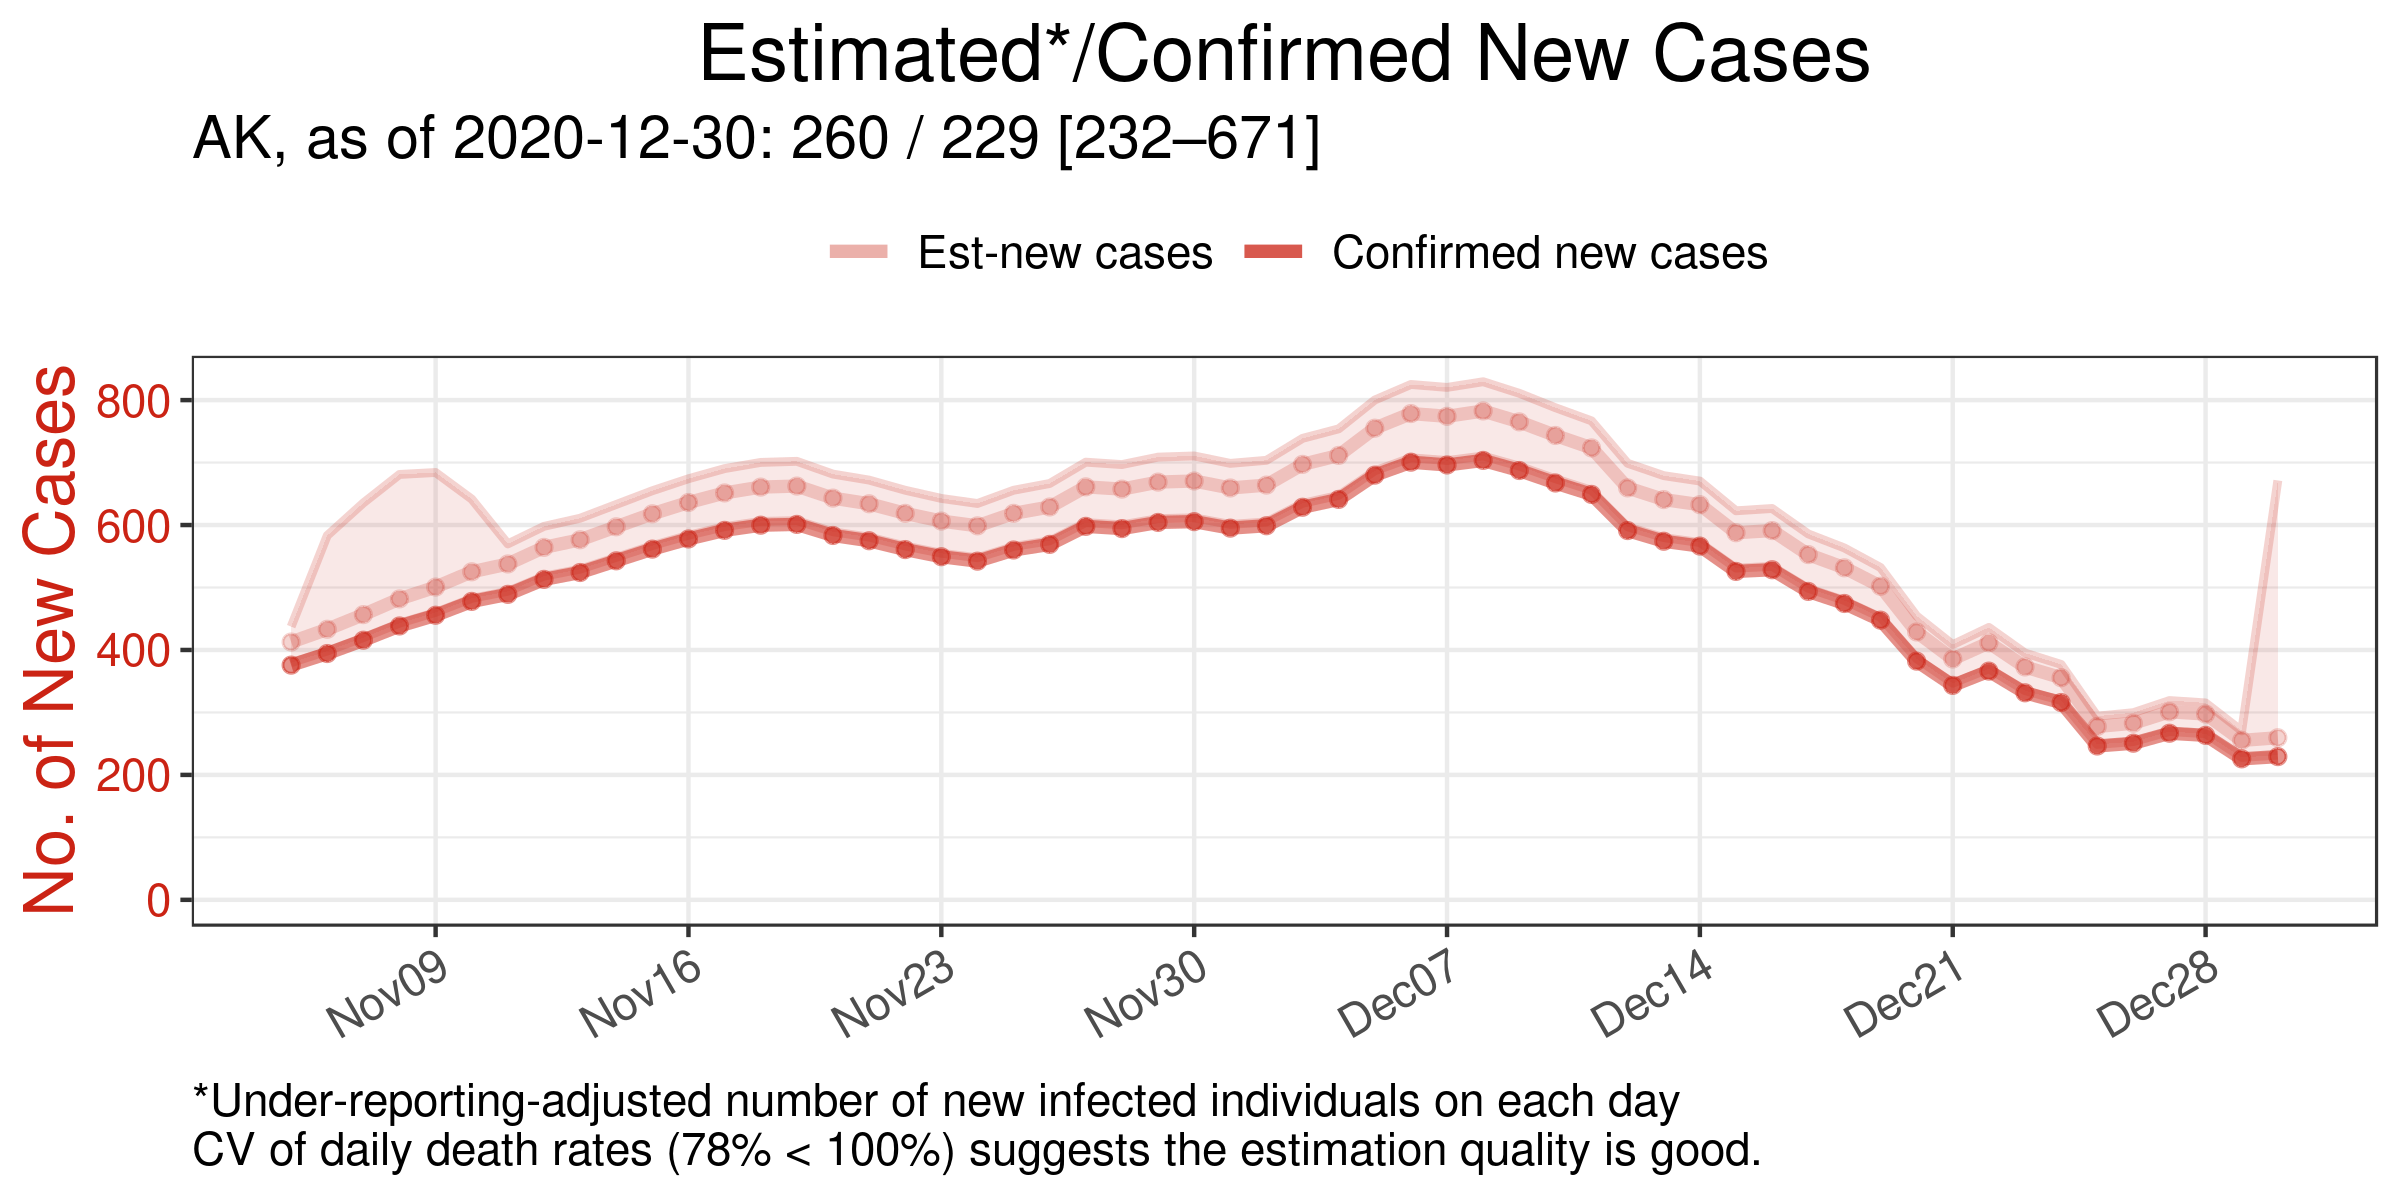 Estimated*/Confirmed New Cases
AK, as of 2020-12-30: 260 / 229 [232–671]
Est-new cases
Confirmed new cases
No. of New Cases
800
600
400
200
0
Nov09
Nov16
Nov23
Nov30
Dec07
Dec14
Dec21
Dec28
*Under-reporting-adjusted number of new infected individuals on each day
CV of daily death rates (78% < 100%) suggests the estimation quality is good.